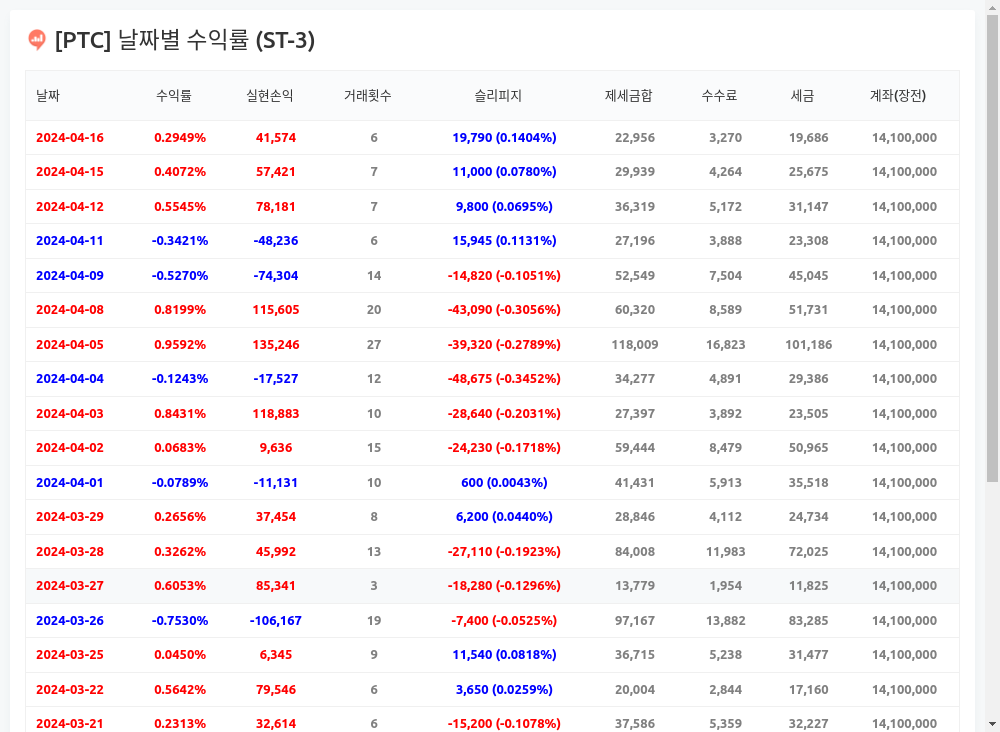 [PTC] 날짜별 수익률 (ST-3)
날짜 수익률 실현손익 거래횟수 슬리피지 제세금합 수수료 세금 계좌(장전)
2024-04-16 0.2949% 41,574 6 19,790 (0.1404%) 22,956 3,270 19,686 14,100,000
2024-04-15 0.4072% 57,421 7 11,000 (0.0780%) 29,939 4,264 25,675 14,100,000
2024-04-12 0.5545% 78,181 7 9,800 (0.0695%) 36,319 5,172 31,147 14,100,000
2024-04-11 -0.3421% -48,236 6 15,945 (0.1131%) 27,196 3,888 23,308 14,100,000
2024-04-09 -0.5270% -74,304 14 -14,820 (-0.1051%) 52,549 7,504 45,045 14,100,000
2024-04-08 0.8199% 115,605 20 -43,090 (-0.3056%) 60,320 8,589 51,731 14,100,000
2024-04-05 0.9592% 135,246 27 -39,320 (-0.2789%) 118,009 16,823 101,186 14,100,000
2024-04-04 -0.1243% -17,527 12 -48,675 (-0.3452%) 34,277 4,891 29,386 14,100,000
2024-04-03 0.8431% 118,883 10 -28,640 (-0.2031%) 27,397 3,892 23,505 14,100,000
2024-04-02 0.0683% 9,636 15 -24,230 (-0.1718%) 59,444 8,479 50,965 14,100,000
2024-04-01 -0.0789% -11,131 10 600 (0.0043%) 41,431 5,913 35,518 14,100,000
2024-03-29 0.2656% 37,454 8 6,200 (0.0440%) 28,846 4,112 24,734 14,100,000
2024-03-28 0.3262% 45,992 13 -27,110 (-0.1923%) 84,008 11,983 72,025 14,100,000
2024-03-27 0.6053% 85,341 3 -18,280 (-0.1296%) 13,779 1,954 11,825 14,100,000
2024-03-26 -0.7530% -106,167 19 -7,400 (-0.0525%) 97,167 13,882 83,285 14,100,000
2024-03-25 0.0450% 6,345 9 11,540 (0.0818%) 36,715 5,238 31,477 14,100,000
2024-03-22 0.5642% 79,546 6 3,650 (0.0259%) 20,004 2,844 17,160 14,100,000
2024-03-21 0.2313% 32,614 6 -15,200 (-0.1078%) 37,586 5,359 32,227 14,100,000